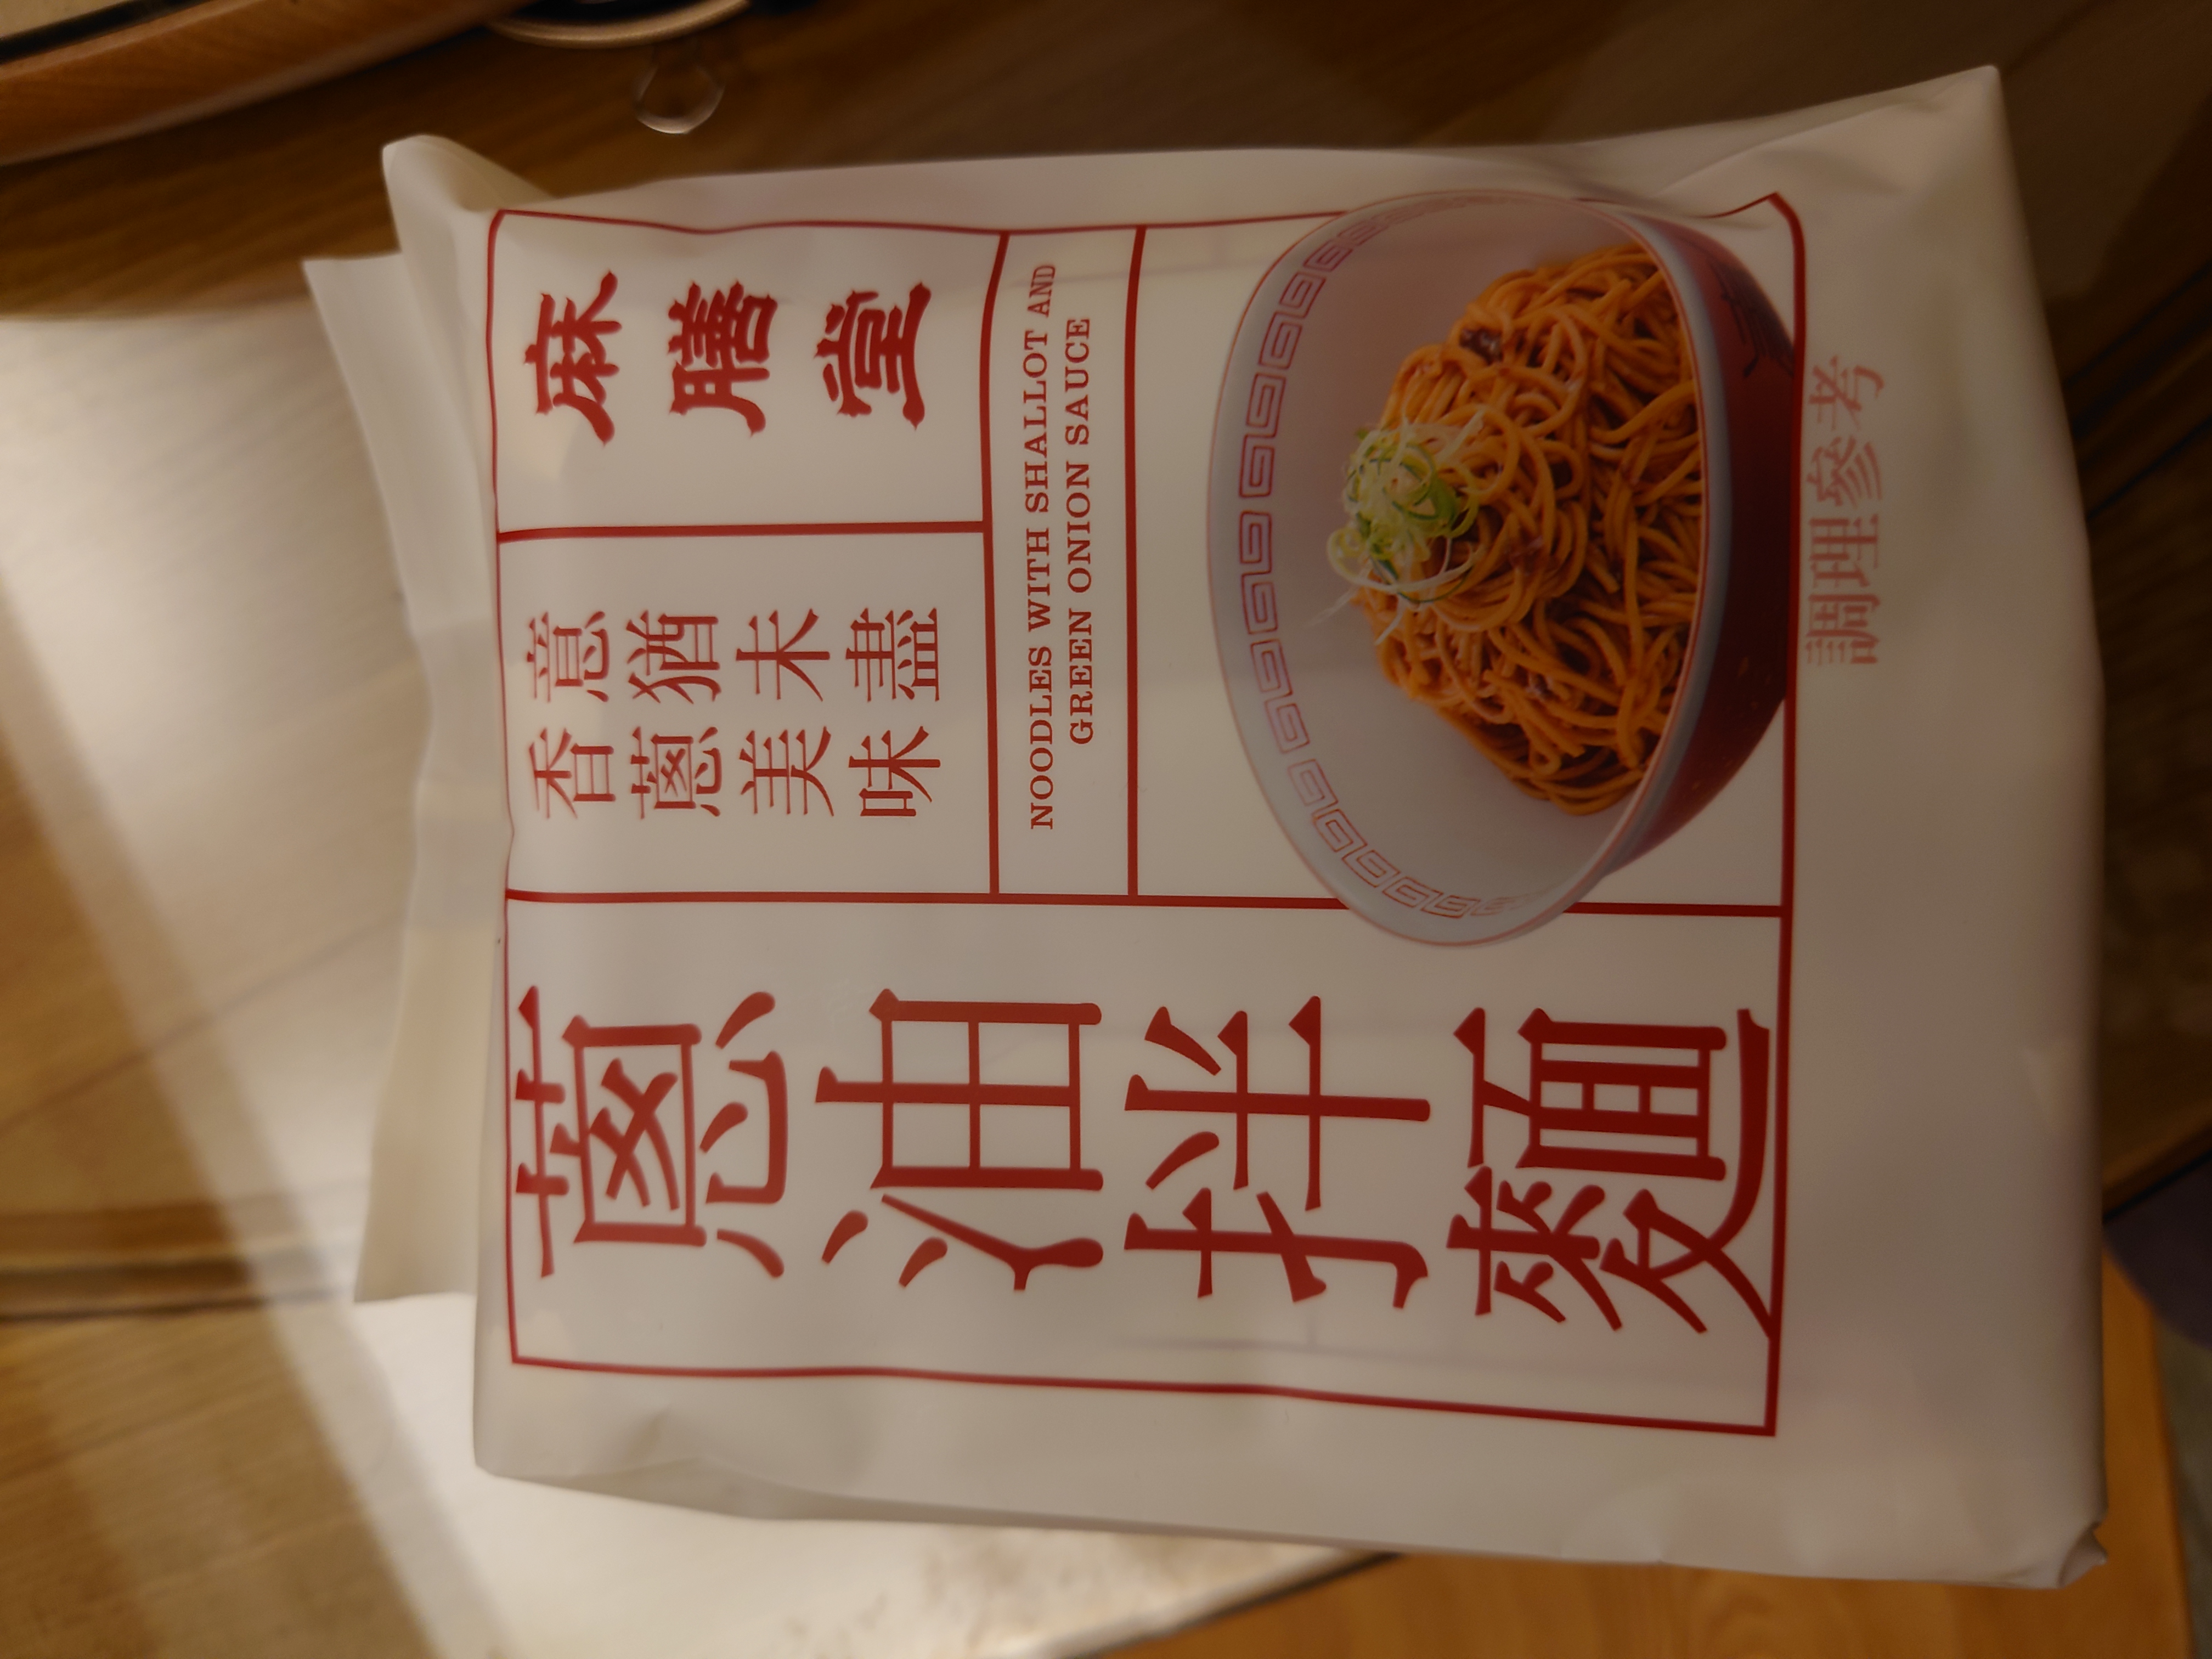 蔥油拌麵
香蔥美味
意猶未盡
麻膳堂
NOODLES WITH SHALLOT AND
GREEN ONION SAUCE
調理參考